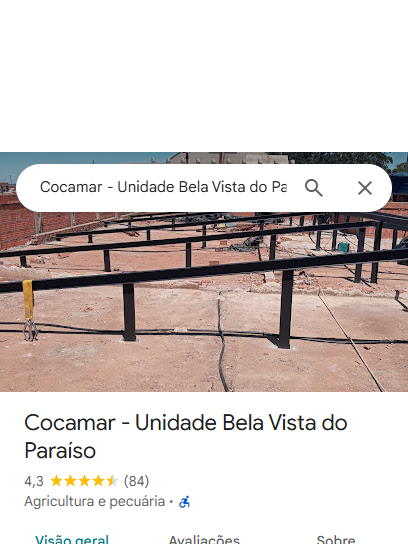 Cocamar - Unidade Bela Vista do Pa
Cocamar - Unidade Bela Vista do
Paraíso
4,3 (84)
Agricultura e pecuária ·
Visão geral Avaliações Sobre